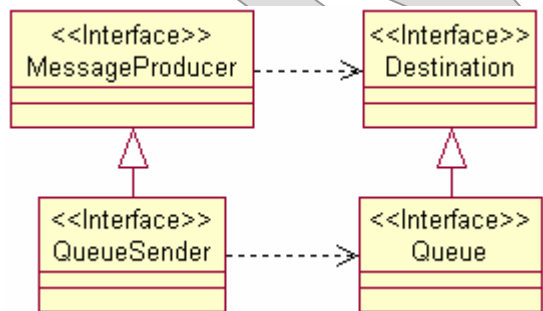 <<Interface>>
MessageProducer
<<Interface>>
Destination
<<Interface>>
QueueSender
<<Interface>>
Queue